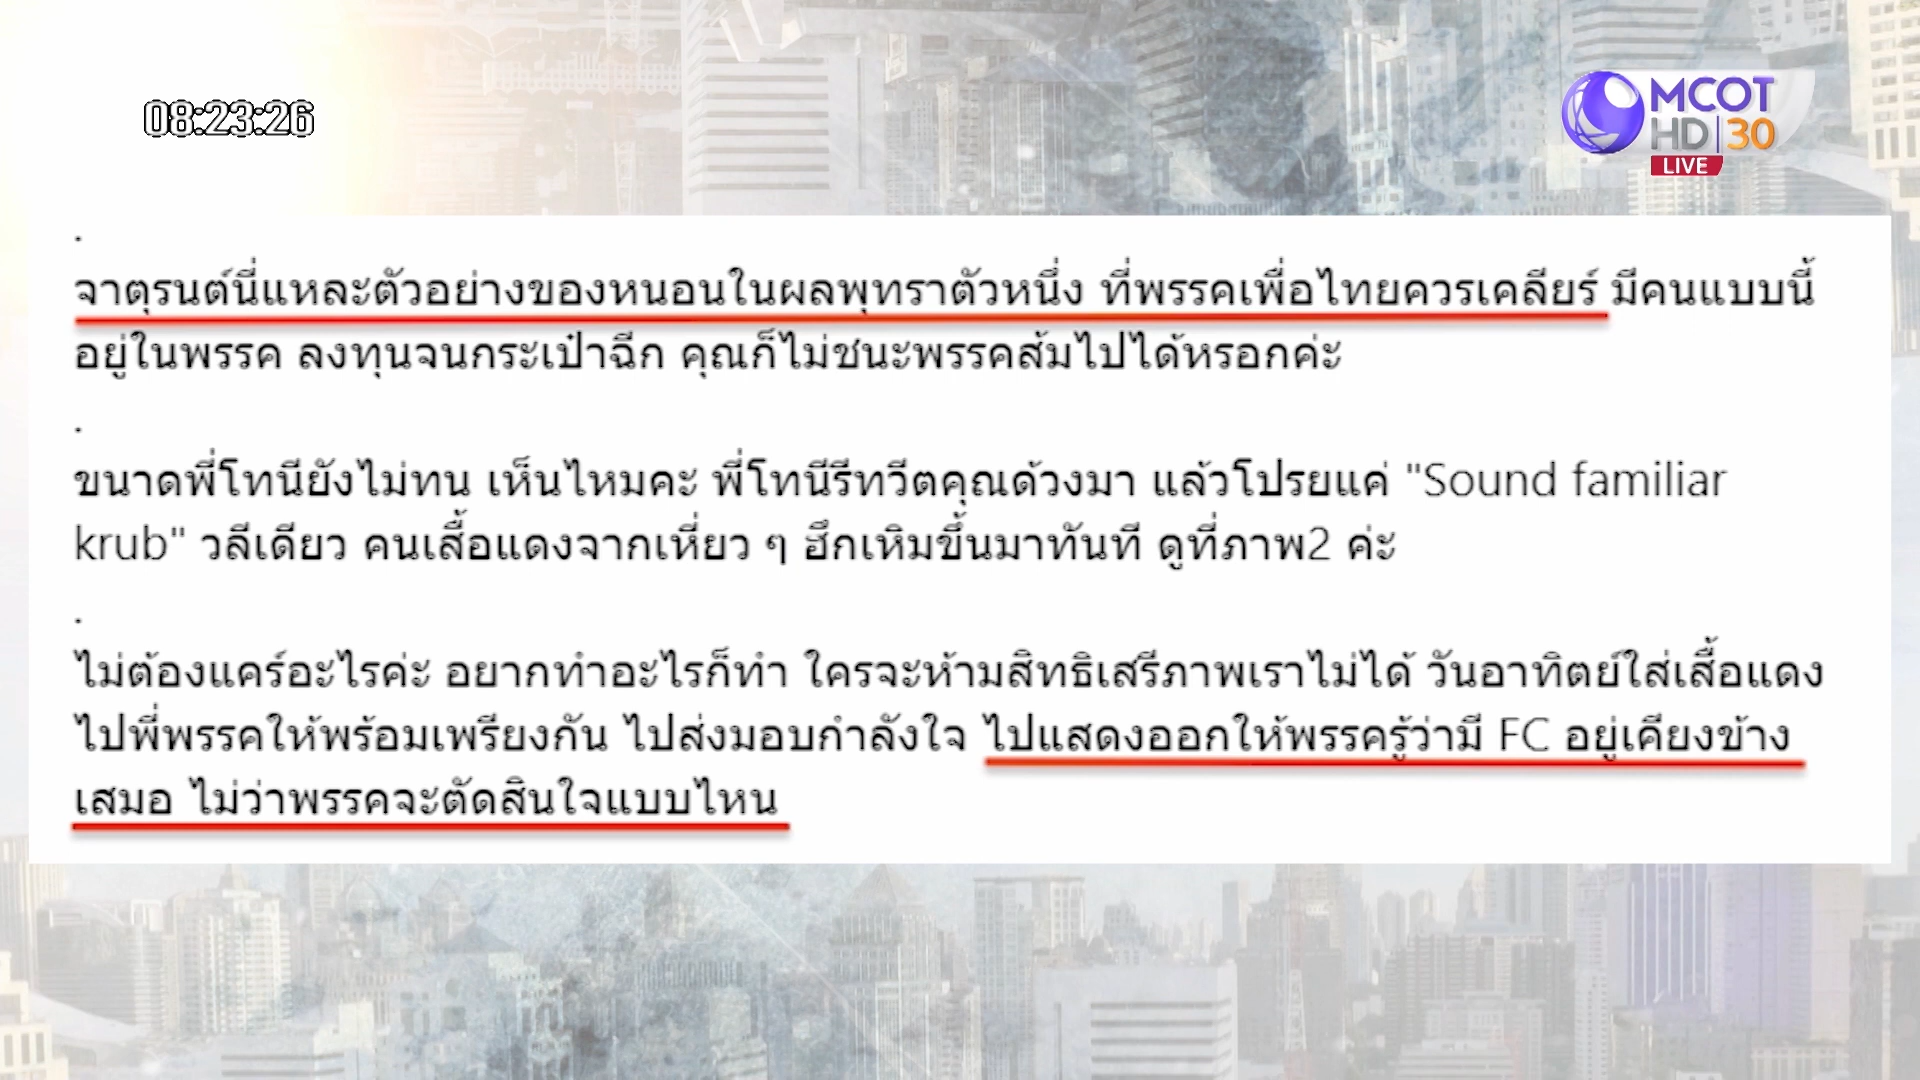 08:23:26
MCOT
HD 30
LIVE
.
จาตุรนต์นี่แหละตัวอย่างของหนอนในผลพุทราตัวหนึ่ง ที่พรรคเพื่อไทยควรเคลียร์ มีคนแบบนี้
อยู่ในพรรค ลงทุนจนกระเป๋าฉีก คุณก็ไม่ชนะพรรคส้มไปได้หรอกค่ะ
.
ขนาดพี่โทนียังไม่ทน เห็นไหมคะ พี่โทนีรีทวีตคุณด้วงมา แล้วโปรยแค่ "Sound familiar
krub" วลีเดียว คนเสื้อแดงจากเหี่ยว ๆ ฮึกเหิมขึ้นมาทันที ดูที่ภาพ2 ค่ะ
.
ไม่ต้องแคร์อะไรค่ะ อยากทำอะไรก็ทำ ใครจะห้ามสิทธิเสรีภาพเราไม่ได้ วันอาทิตย์ใส่เสื้อแดง
ไปพี่พรรคให้พร้อมเพรียงกัน ไปส่งมอบกำลังใจ ไปแสดงออกให้พรรครู้ว่ามี FC อยู่เคียงข้าง
เสมอ ไม่ว่าพรรคจะตัดสินใจแบบไหน